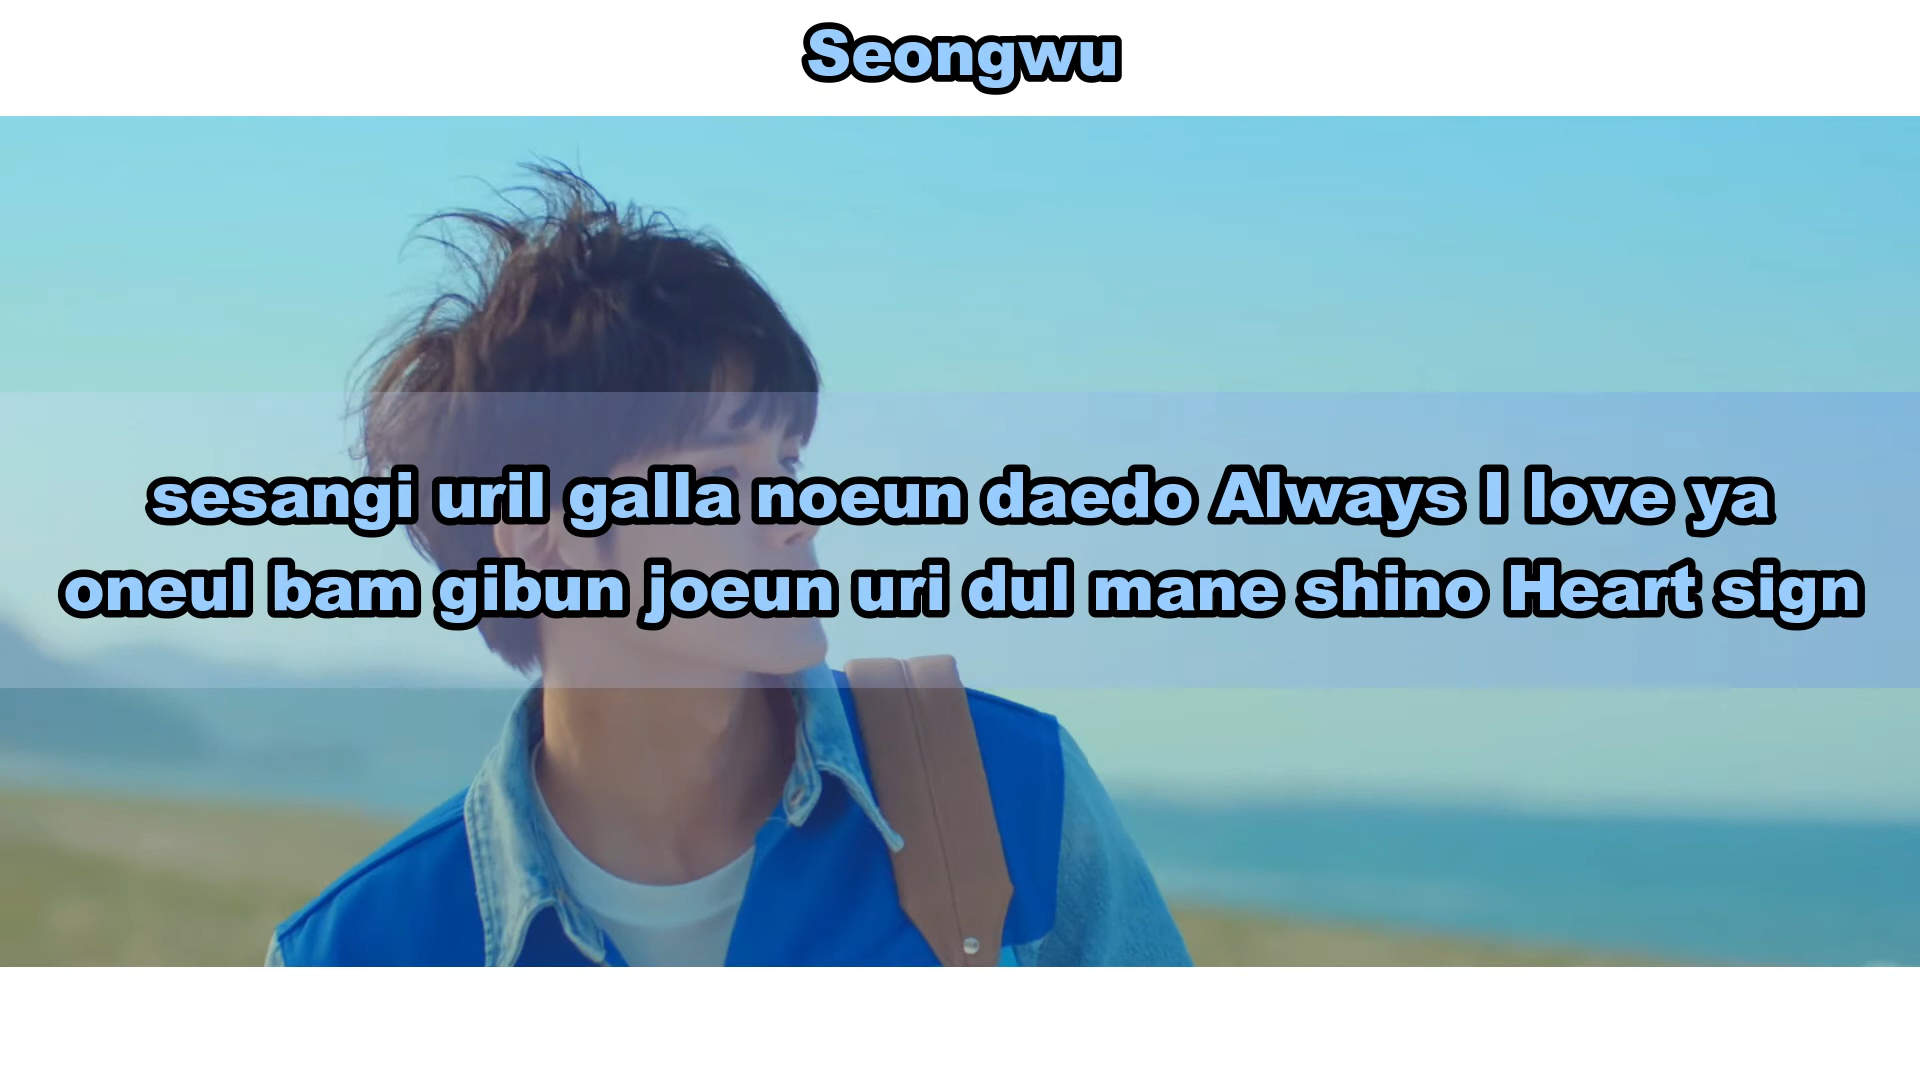 Seongwu
sesangi uril galla noeun daedo Always I love ya
oneul bam gibun joeun uri dul mane shino Heart sign